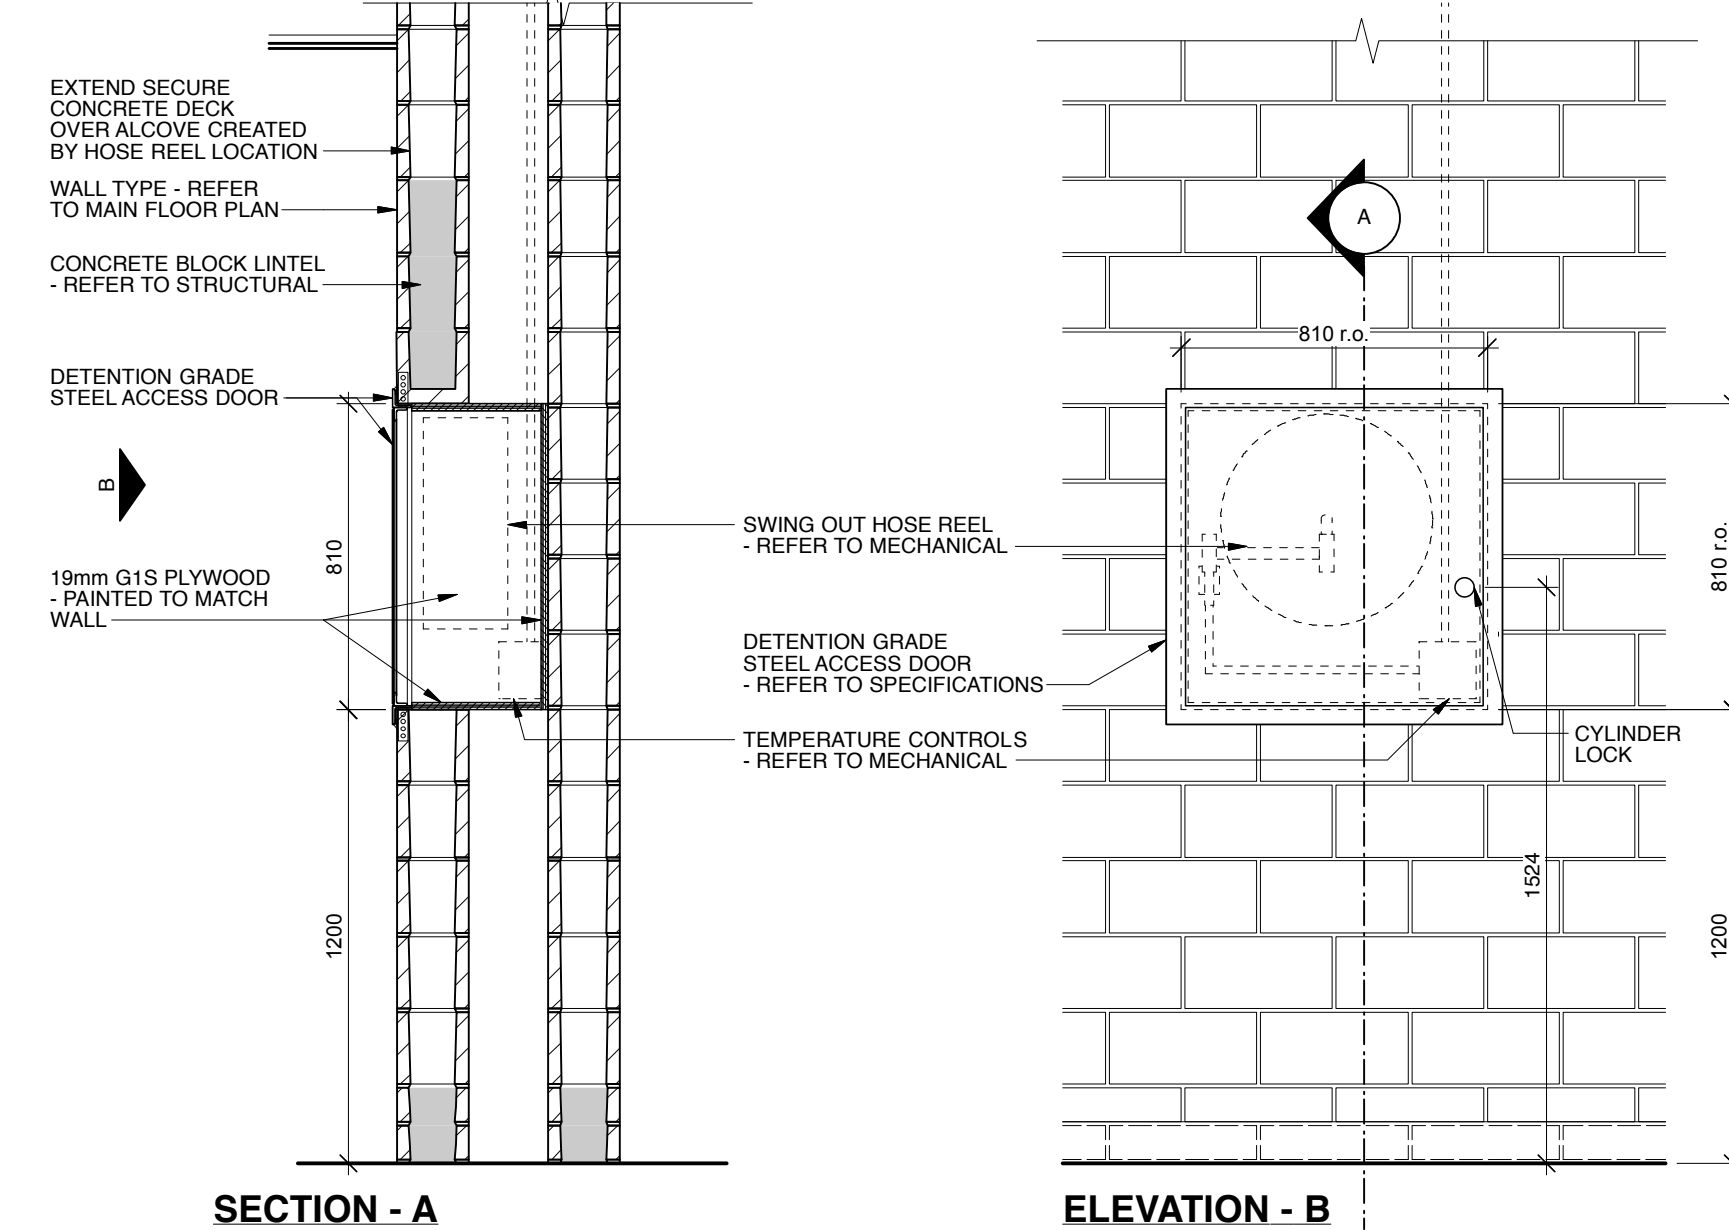 EXTEND SECURE
CONCRETE DECK
OVER ALCOVE CREATED
BY HOSE REEL LOCATION
WALL TYPE - REFER
TO MAIN FLOOR PLAN
CONCRETE BLOCK LINTEL
- REFER TO STRUCTURAL
DETENTION GRADE
STEEL ACCESS DOOR
B
810
19mm G1S PLYWOOD
- PAINTED TO MATCH
WALL
1200
SECTION - A
SWING OUT HOSE REEL
- REFER TO MECHANICAL
DETENTION GRADE
STEEL ACCESS DOOR
- REFER TO SPECIFICATIONS
TEMPERATURE CONTROLS
- REFER TO MECHANICAL
A
810 r.o.
810 r.o.
CYLINDER
LOCK
1524
1200
ELEVATION - B